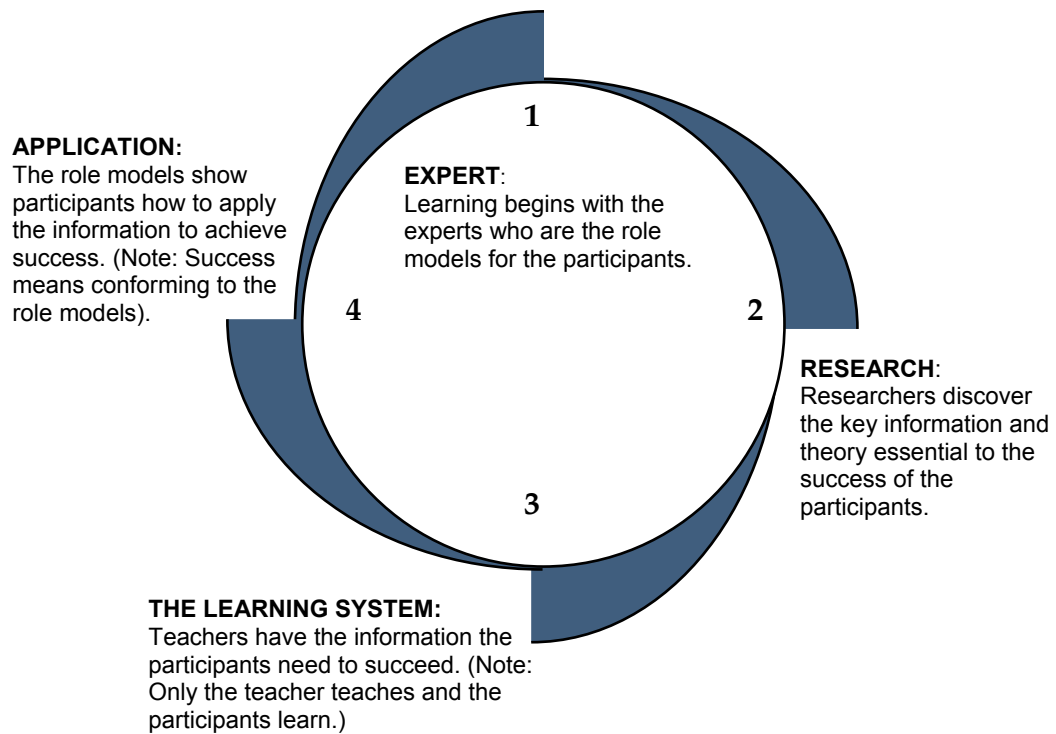 1
EXPERT:
Learning begins with the
experts who are the role
models for the participants.
2
RESEARCH:
Researchers discover
the key information and
theory essential to the
success of the
participants.
3
THE LEARNING SYSTEM:
Teachers have the information the
participants need to succeed. (Note:
Only the teacher teaches and the
participants learn.)
4
APPLICATION:
The role models show
participants how to apply
the information to achieve
success. (Note: Success
means conforming to the
role models).